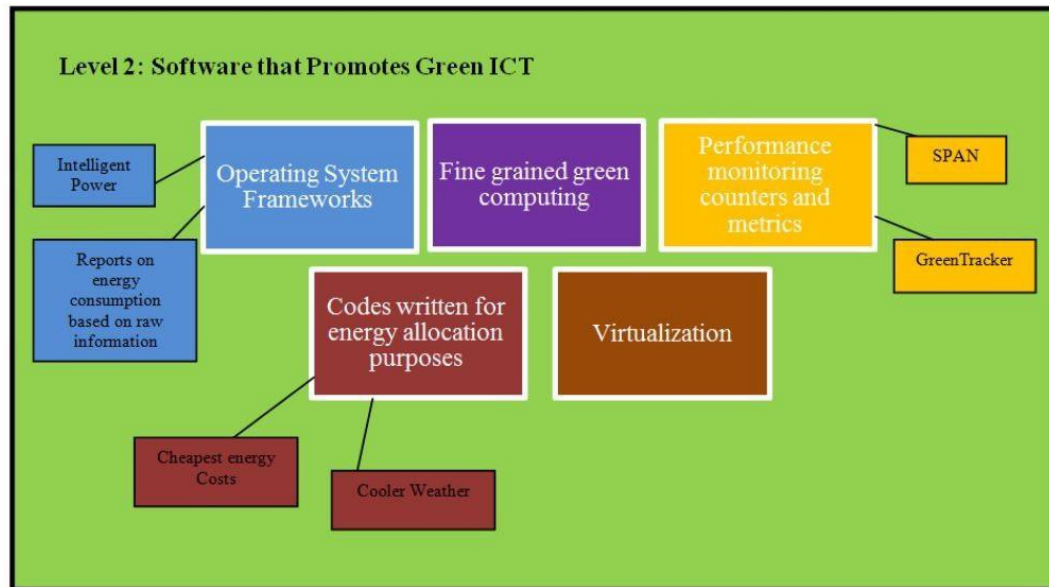 Level 2: Software that Promotes Green ICT
Intelligent
Power
Operating System
Frameworks
Fine grained green
computing
Performance
monitoring
counters and
metrics
SPAN
Reports on
energy
consumption
based on raw
information
GreenTracker
Codes written for
energy allocation
purposes
Virtualization
Cheapest energy
Costs
Cooler Weather